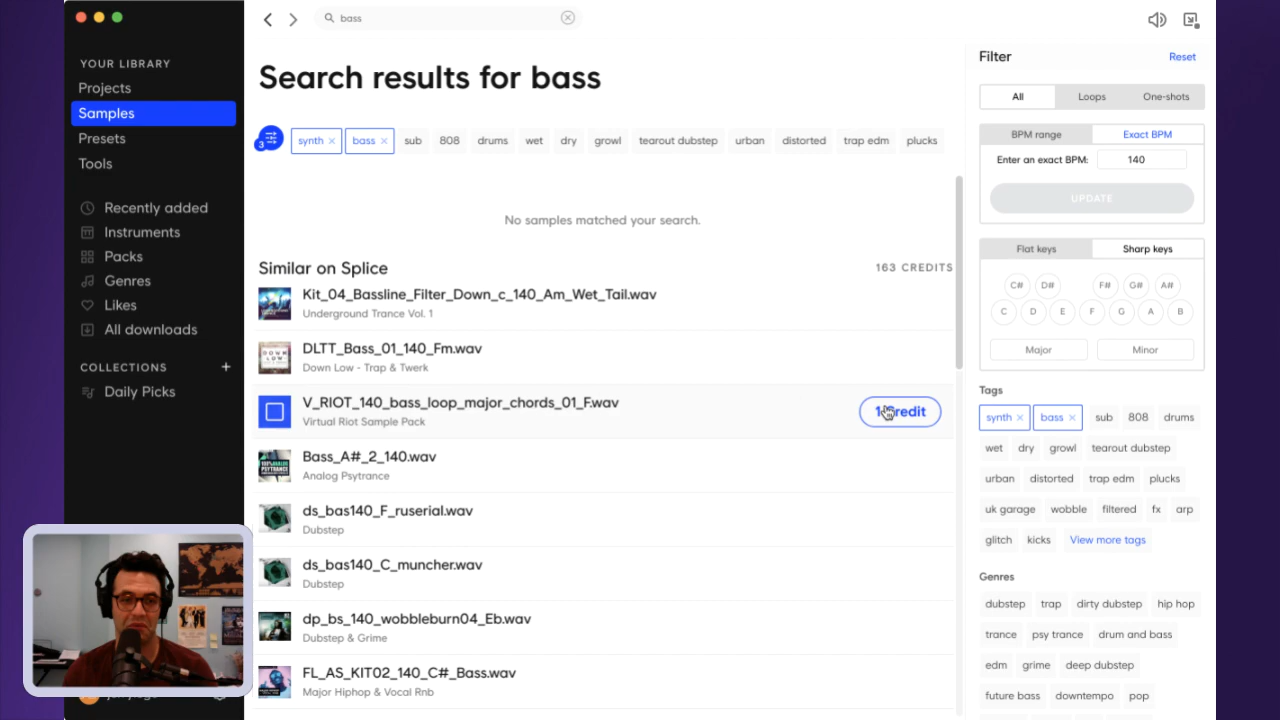 bass
YOUR LIBRARY
Projects
Samples
Presets
Tools
Recently added
Instruments
Packs
Genres
Likes
All downloads
COLLECTIONS +
Daily Picks
Search results for bass
3
synth × bass × sub 808 drums wet dry growl tearout dubstep urban distorted trap edm plucks
No samples matched your search.
Similar on Splice
163 CREDITS
Kit_04_Bassline_Filter_Down_c_140_Am_Wet_Tail.wav
Underground Trance Vol. 1
DLTT_Bass_01_140_Fm.wav
Down Low - Trap & Twerk
V_RIOT_140_bass_loop_major_chords_01_F.wav
Virtual Riot Sample Pack
1 Credit
Bass_A#_2_140.wav
Analog Psytrance
ds_bas140_F_ruserial.wav
Dubstep
ds_bas140_C_muncher.wav
Dubstep
dp_bs_140_wobbleburn04_Eb.wav
Dubstep & Grime
FL_AS_KIT02_140_C#_Bass.wav
Major Hiphop & Vocal Rnb
Filter
Reset
All Loops One-shots
BPM range Exact BPM
Enter an exact BPM: 140
UPDATE
Flat keys Sharp keys
C# D# F# G# A#
C D E F G A B
Major Minor
Tags
synth × bass × sub 808 drums
wet dry growl tearout dubstep
urban distorted trap edm plucks
uk garage wobble filtered fx arp
glitch kicks View more tags
Genres
dubstep trap dirty dubstep hip hop
trance psy trance drum and bass
edm grime deep dubstep
future bass downtempo pop